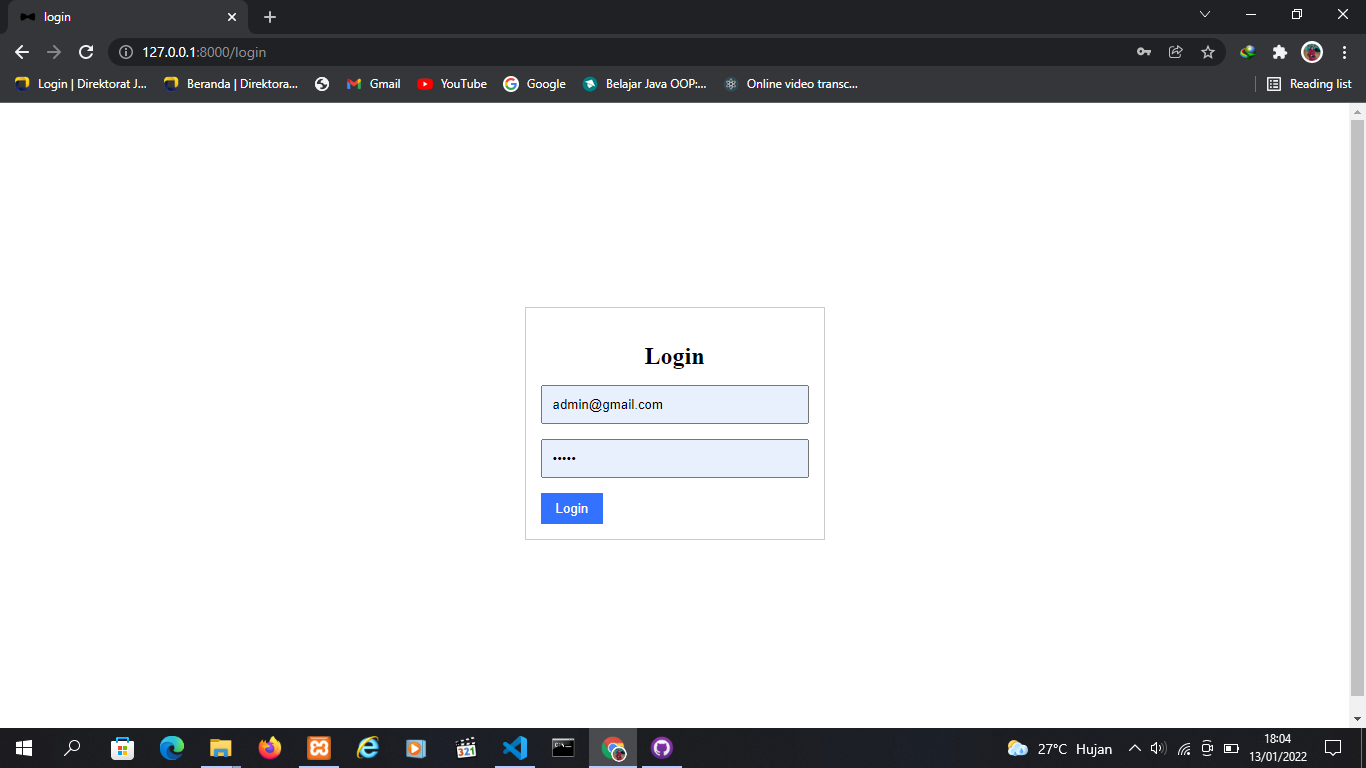 login
127.0.0.1:8000/login
Login | Direktorat J... Beranda | Direktora... Gmail YouTube Google Belajar Java OOP:... Online video transc... Reading list
Login
admin@gmail.com
•••••
Login
27°C Hujan
18:04
13/01/2022